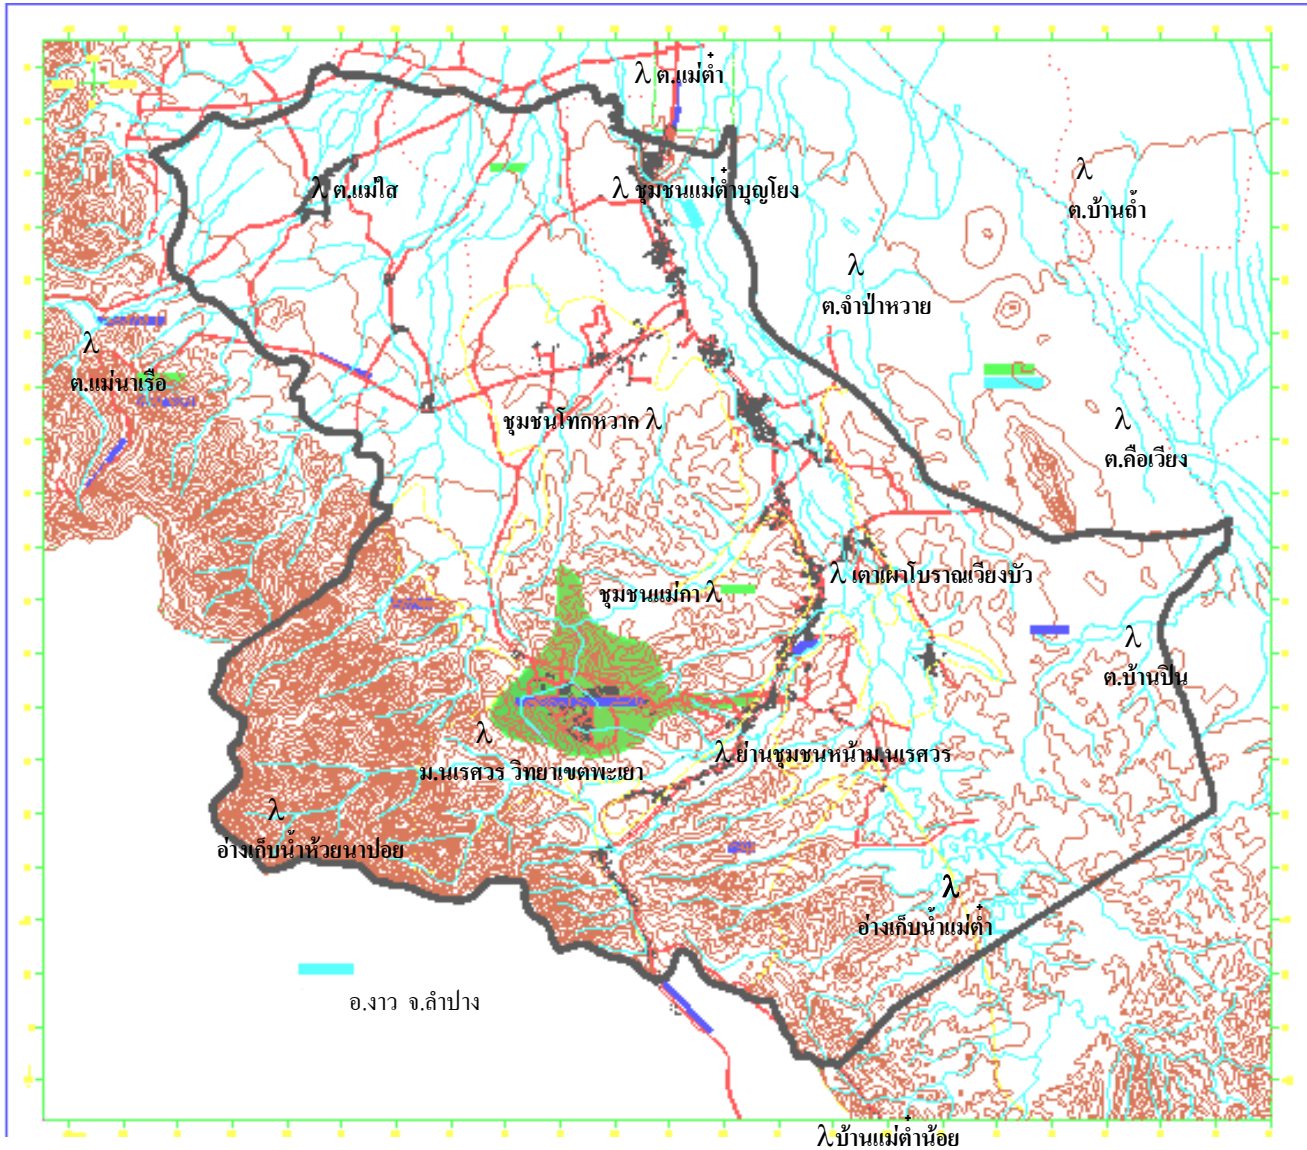 λ ต.แม่ต๋ำ
λ ต.แม่ใส
λ ชุมชนแม่ต๋ำบุญโยง
λ
ต.บ้านถ้ำ
λ
ต.จำป่าหวาย
λ
ต.แม่นาเรือ
ชุมชนโทกหวาก λ
λ
ต.คือเวียง
λ เตาเผาโบราณเวียงบัว
ชุมชนแม่กา λ
λ
ต.บ้านปิน
λ
ม.นเรศวร วิทยาเขตพะเยา
λ ย่านชุมชนหน้าม.นเรศวร
λ
อ่างเก็บน้ำห้วยนาปอย
λ
อ่างเก็บน้ำแม่ต๋ำ
อ.งาว จ.ลำปาง
λ บ้านแม่ต๋ำน้อย